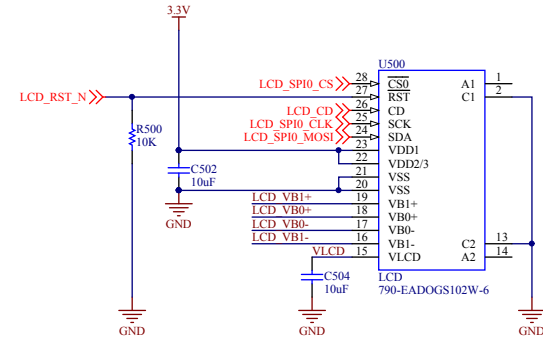 3.3V
U500
LCD_SPI0_CS 28 CS0 A1 1
LCD_RST_N 27 RST C1 2
LCD_CD 26 CD
LCD_SPI0_CLK 25 SCK
LCD_SPI0_MOSI 24 SDA
R500
10K
23 VDD1
22 VDD2/3
C502
10uF
21 VSS
20 VSS
GND
LCD_VB1+ 19 VB1+
LCD_VB0+ 18 VB0+
LCD_VB0- 17 VB0-
LCD_VB1- 16 VB1- C2 13
VLCD 15 VLCD A2 14
C504
10uF
LCD
790-EADOGS102W-6
GND
GND
GND